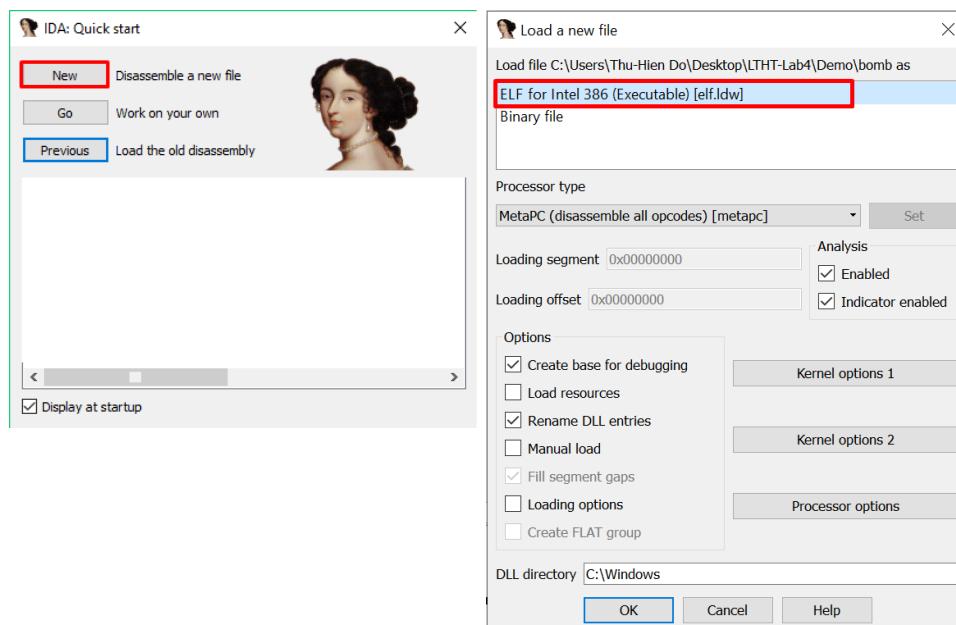 IDA: Quick start
New Disassemble a new file
Go Work on your own
Previous Load the old disassembly
Display at startup
Load a new file
Load file C:\Users\Thu-Hien Do\Desktop\LTHT-Lab4\Demo\bomb as
ELF for Intel 386 (Executable) [elf.ldw]
Binary file
Processor type
MetaPC (disassemble all opcodes) [metapc] Set
Analysis
Loading segment 0x00000000
Enabled
Loading offset 0x00000000
Indicator enabled
Options
Create base for debugging
Kernel options 1
Load resources
Rename DLL entries
Kernel options 2
Manual load
Fill segment gaps
Loading options
Processor options
Create FLAT group
DLL directory C:\Windows
OK Cancel Help